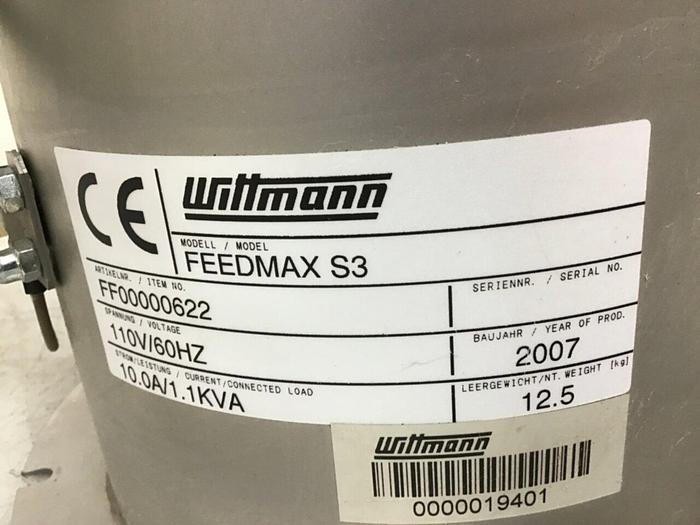 CE
Wittmann
MODELL / MODEL
FEEDMAX S3
ARTIKELNR. / ITEM NO.
FF00000622
SERIENNR. / SERIAL NO.
SPANNUNG / VOLTAGE
110V/60HZ
BAUJAHR / YEAR OF PROD.
2007
STROM/LEISTUNG / CURRENT/CONNECTED LOAD
10.0A/1.1KVA
LEERGEWICHT/NT. WEIGHT [kg]
12.5
Wittmann
0000019401